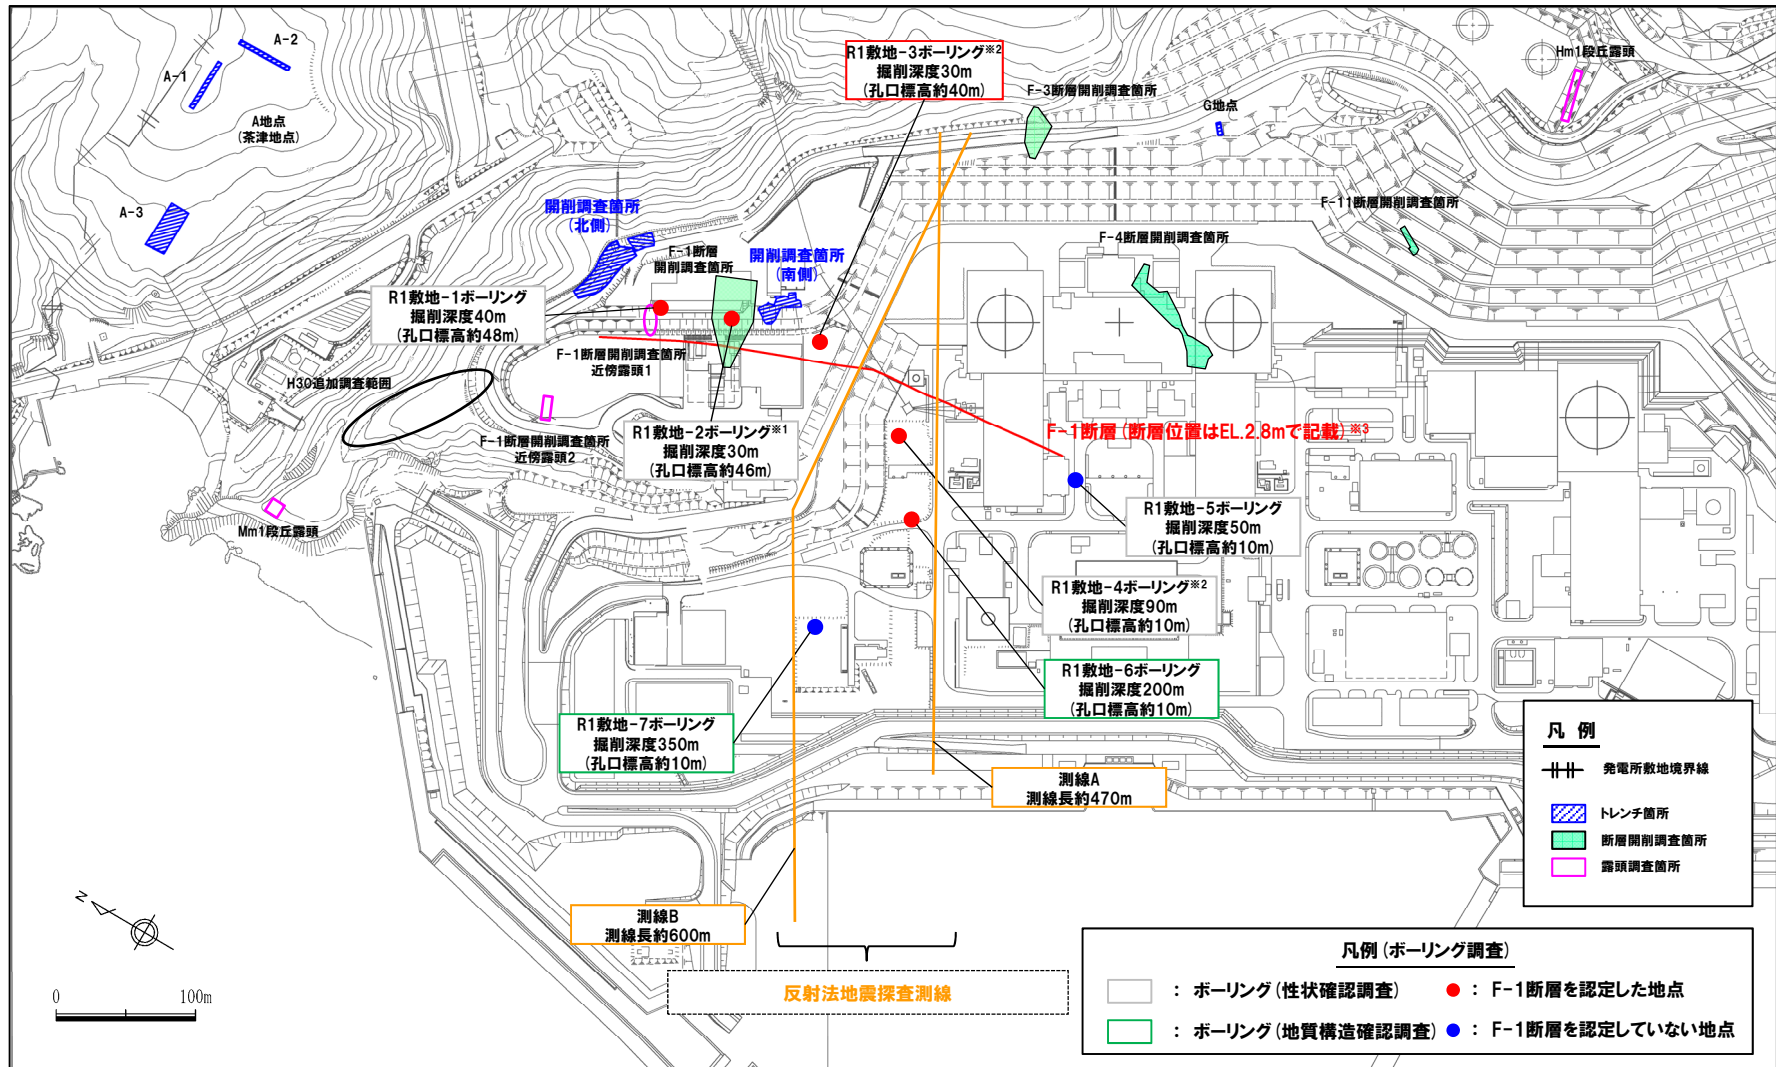 A-2
A-1
A地点
(茶津地点)
A-3
R1敷地-3ボーリング※2
掘削深度30m
(孔口標高約40m)
F-3断層開削調査箇所
G地点
Hm1段丘露頭
F-11断層開削調査箇所
F-4断層開削調査箇所
開削調査箇所
(北側)
F-1断層
開削調査箇所
開削調査箇所
(南側)
R1敷地-1ボーリング
掘削深度40m
(孔口標高約48m)
F-1断層開削調査箇所
近傍露頭1
H30追加調査範囲
F-1断層開削調査箇所
近傍露頭2
R1敷地-2ボーリング※1
掘削深度30m
(孔口標高約46m)
F-1断層(断層位置はEL.2.8mで記載)※3
Mm1段丘露頭
R1敷地-5ボーリング
掘削深度50m
(孔口標高約10m)
R1敷地-4ボーリング※2
掘削深度90m
(孔口標高約10m)
R1敷地-6ボーリング
掘削深度200m
(孔口標高約10m)
R1敷地-7ボーリング
掘削深度350m
(孔口標高約10m)
測線A
測線長約470m
測線B
測線長約600m
反射法地震探査測線
N
0 100m
凡 例
発電所敷地境界線
トレンチ箇所
断層開削調査箇所
露頭調査箇所
凡例(ボーリング調査)
: ボーリング(性状確認調査)
: F-1断層を認定した地点
: ボーリング(地質構造確認調査)
: F-1断層を認定していない地点